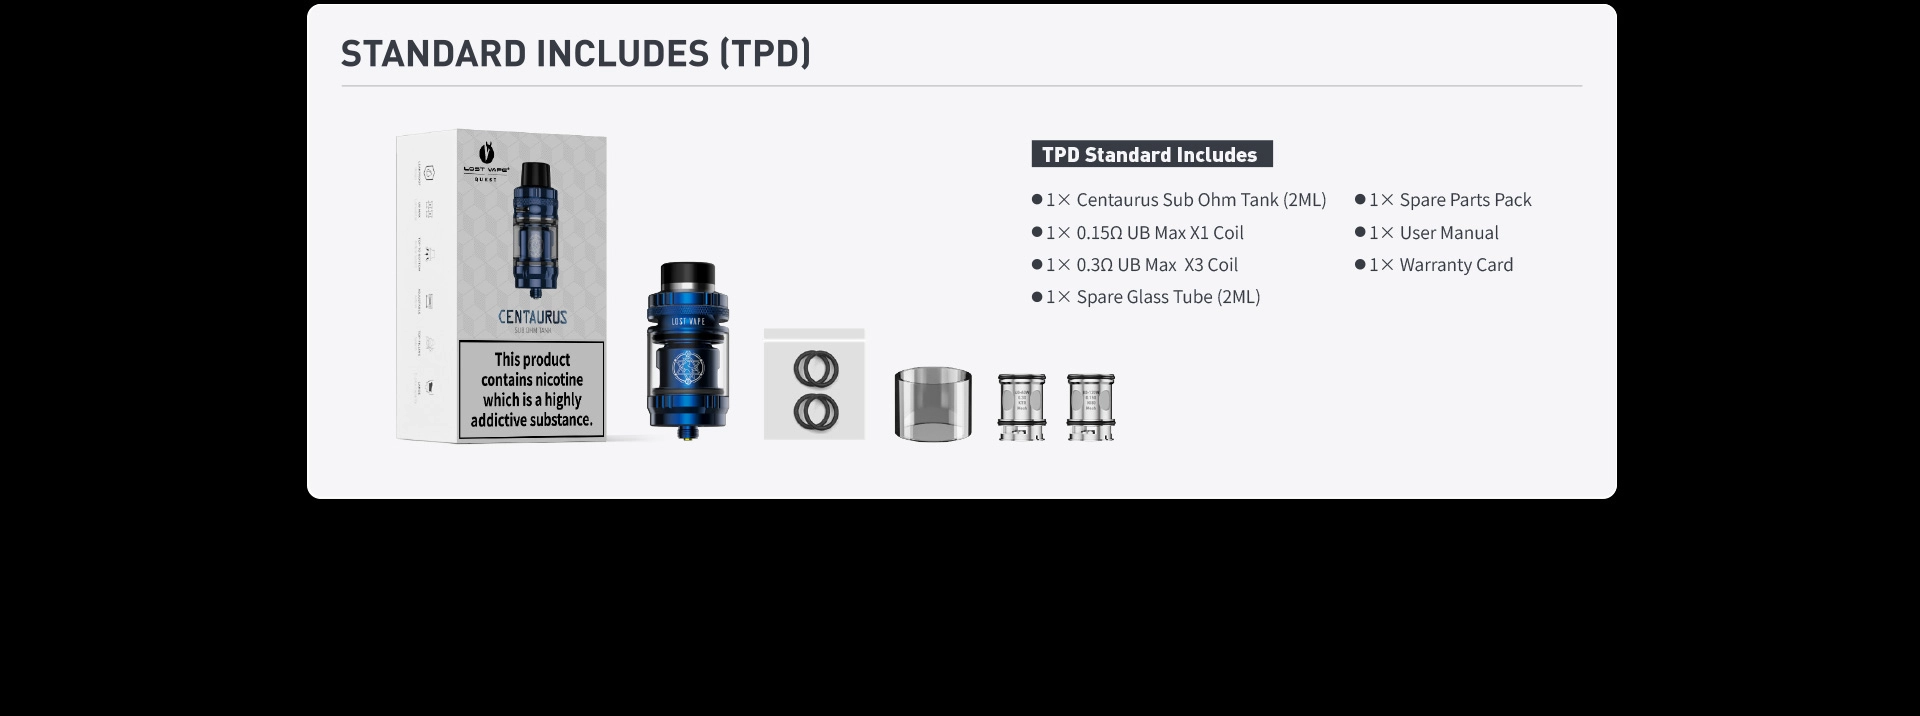 STANDARD INCLUDES (TPD)
LOST VAPE
QUEST
CENTAURUS
SUB OHM TANK
This product
contains nicotine
which is a highly
addictive substance.
LOST VAPE
TPD Standard Includes
●1× Centaurus Sub Ohm Tank (2ML)
●1× 0.15Ω UB Max X1 Coil
●1× 0.3Ω UB Max X3 Coil
●1× Spare Glass Tube (2ML)
●1× Spare Parts Pack
●1× User Manual
●1× Warranty Card